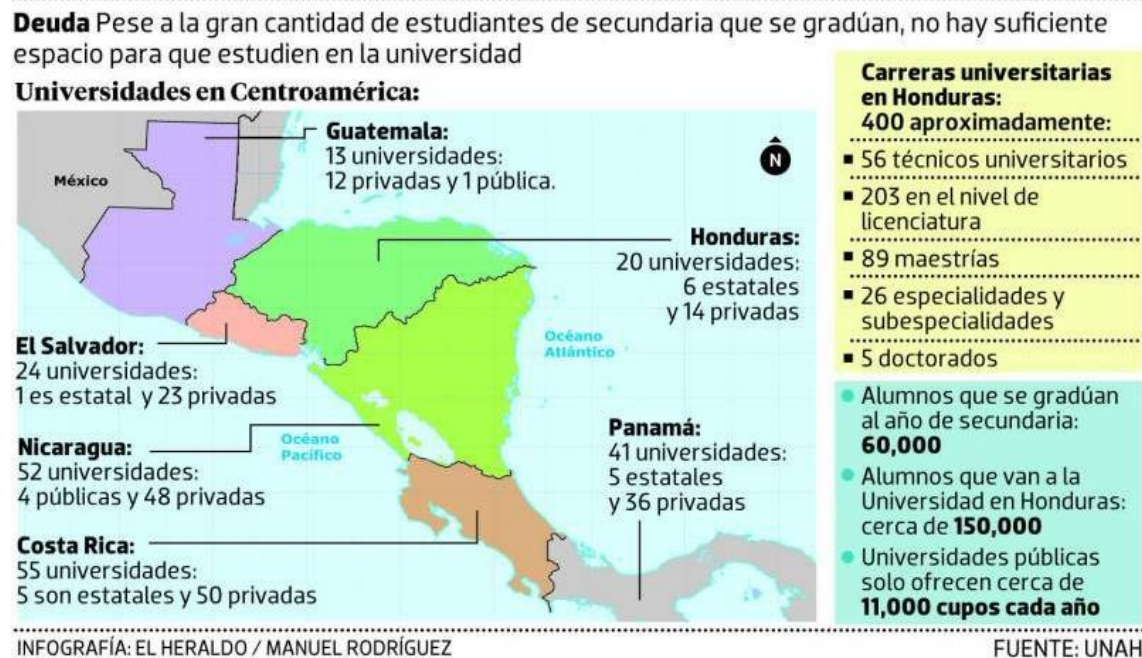 Deuda Pese a la gran cantidad de estudiantes de secundaria que se gradúan, no hay suficiente
espacio para que estudien en la universidad
Universidades en Centroamérica:
México
Guatemala:
13 universidades:
12 privadas y 1 pública.
N
Honduras:
20 universidades:
6 estatales
y 14 privadas
Océano
Atlántico
El Salvador:
24 universidades:
1 es estatal y 23 privadas
Nicaragua:
52 universidades:
4 públicas y 48 privadas
Océano
Pacífico
Panamá:
41 universidades:
5 estatales
y 36 privadas
Costa Rica:
55 universidades:
5 son estatales y 50 privadas
Carreras universitarias
en Honduras:
400 aproximadamente:
56 técnicos universitarios
203 en el nivel de
licenciatura
89 maestrías
26 especialidades y
subespecialidades
5 doctorados
Alumnos que se gradúan
al año de secundaria:
60,000
Alumnos que van a la
Universidad en Honduras:
cerca de 150,000
Universidades públicas
solo ofrecen cerca de
11,000 cupos cada año
INFOGRAFÍA: EL HERALDO / MANUEL RODRÍGUEZ
FUENTE: UNAH